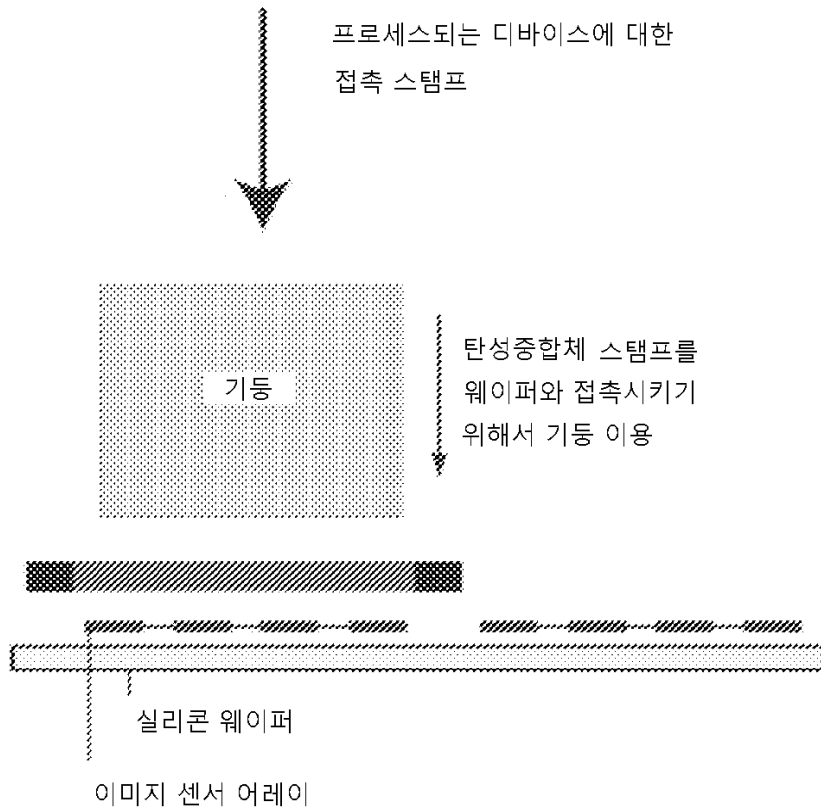 프로세스되는 디바이스에 대한
접촉 스탬프
기둥
탄성중합체 스탬프를
웨이퍼와 접촉시키기
위해서 기둥 이용
실리콘 웨이퍼
이미지 센서 어레이